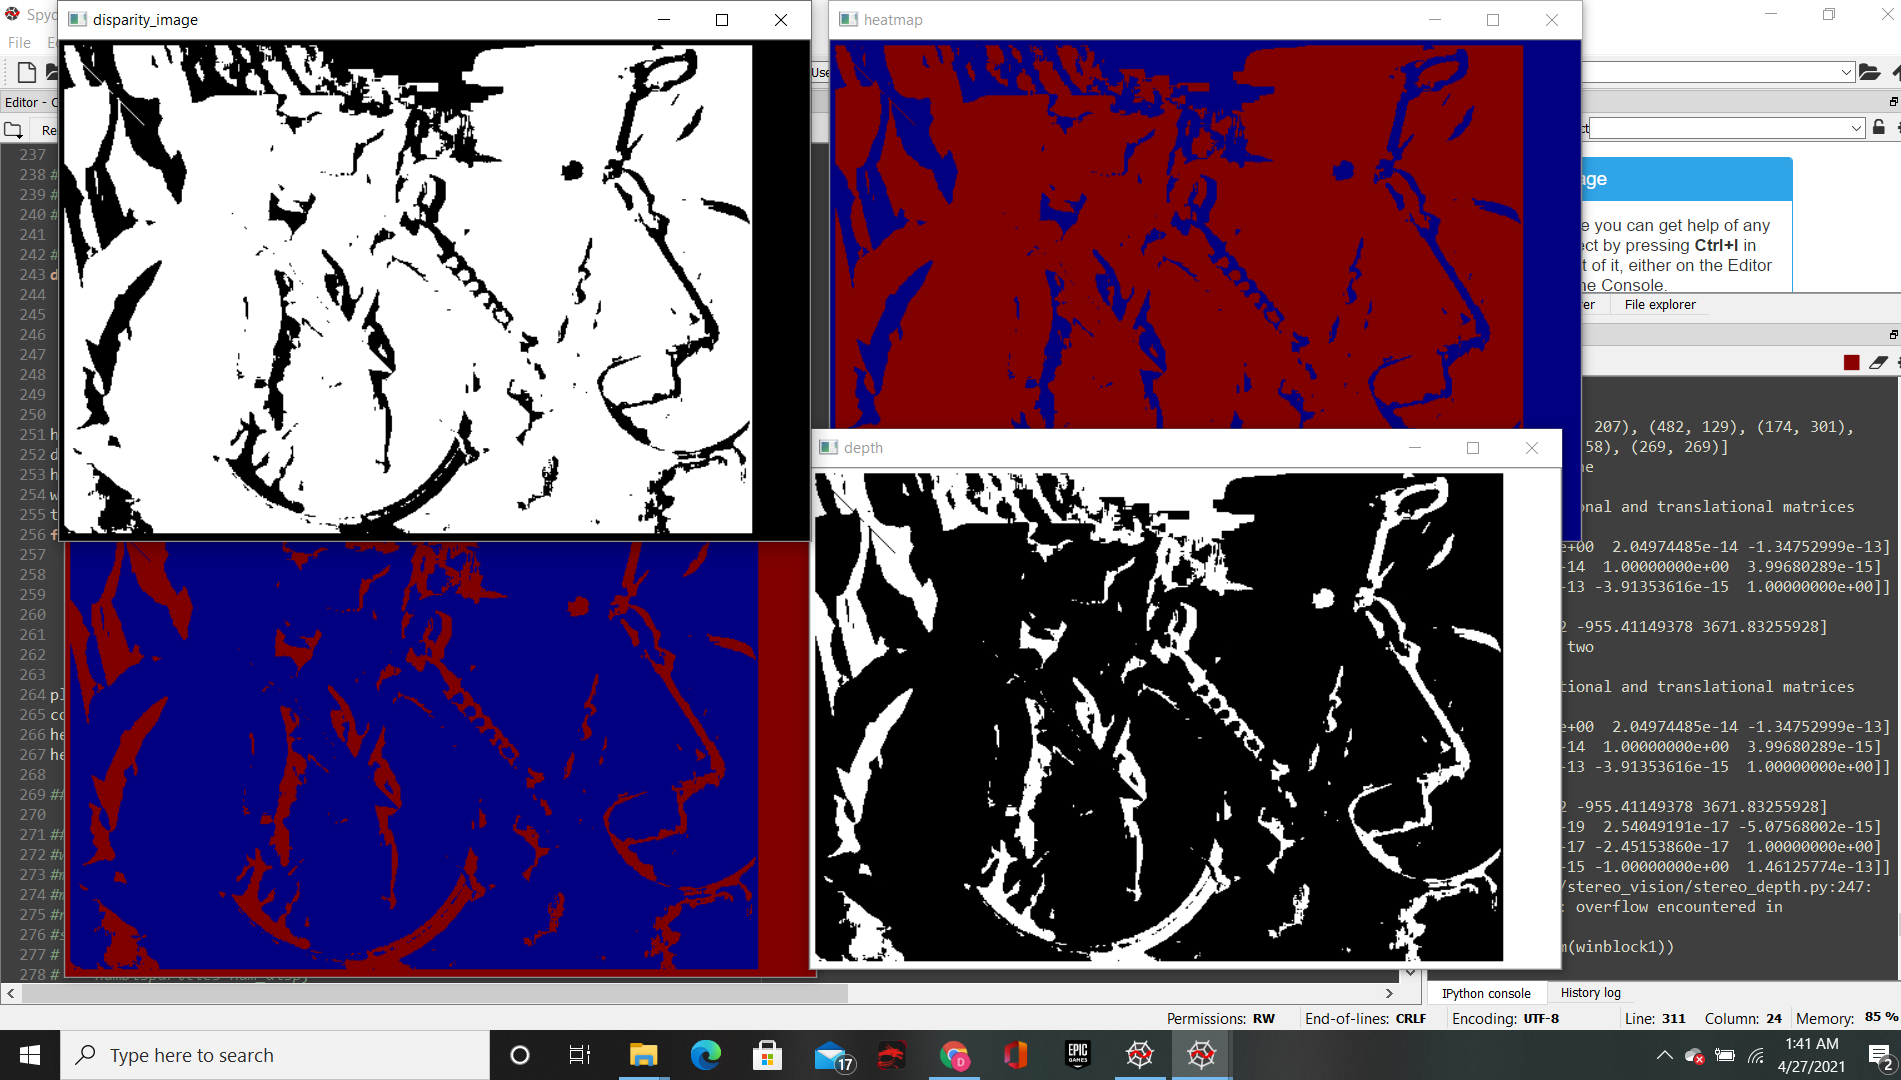 Spyd
disparity_image
heatmap
File
Editor - C
Use
Re
ct
age
e you can get help of any
ect by pressing Ctrl+I in
t of it, either on the Editor
ne Console.
er
File explorer
237
238 #
239 #
240 #
241
242 #
243 d
244
245
246
247
248
249
250
251 h
252 d
253 h
254 w
255 t
256 f
257
258
259
260
261
262
263
264 pl
265 co
266 he
267 he
268
269 ##
270
271 ##
272 #w
273 #m
274 #m
275 #r
276 #s
277 #
278 #
depth
207), (482, 129), (174, 301),
58), (269, 269)]
ne
onal and translational matrices
e+00 2.04974485e-14 -1.34752999e-13]
-14 1.00000000e+00 3.99680289e-15]
-13 -3.91353616e-15 1.00000000e+00]]
2 -955.41149378 3671.83255928]
two
tional and translational matrices
e+00 2.04974485e-14 -1.34752999e-13]
-14 1.00000000e+00 3.99680289e-15]
-13 -3.91353616e-15 1.00000000e+00]]
2 -955.41149378 3671.83255928]
-19 2.54049191e-17 -5.07568002e-15]
-17 -2.45153860e-17 1.00000000e+00]
-15 -1.00000000e+00 1.46125774e-13]]
/stereo_vision/stereo_depth.py:247:
: overflow encountered in
m(winblock1))
IPython console
History log
Permissions: RW
End-of-lines: CRLF
Encoding: UTF-8
Line: 311
Column: 24
Memory: 85 %
Type here to search
17
EPIC
GAMES
D
1:41 AM
4/27/2021
2